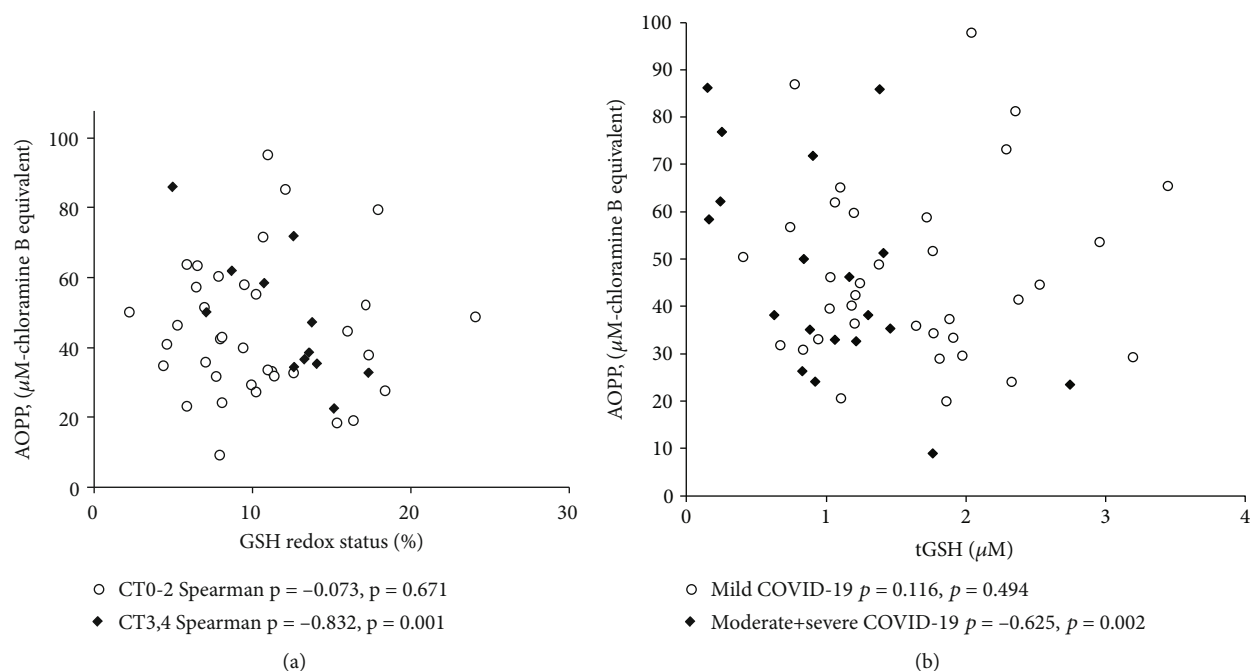 AOPP, (μM-chloramine B equivalent)
100
80
60
40
20
0
0
10
20
30
GSH redox status (%)
CT0-2 Spearman p = –0.073, p = 0.671
CT3,4 Spearman p = –0.832, p = 0.001
(a)
AOPP, (μM-chloramine B equivalent)
100
90
80
70
60
50
40
30
20
10
0
0
1
2
3
4
tGSH (μM)
Mild COVID-19 p = 0.116, p = 0.494
Moderate+severe COVID-19 p = –0.625, p = 0.002
(b)